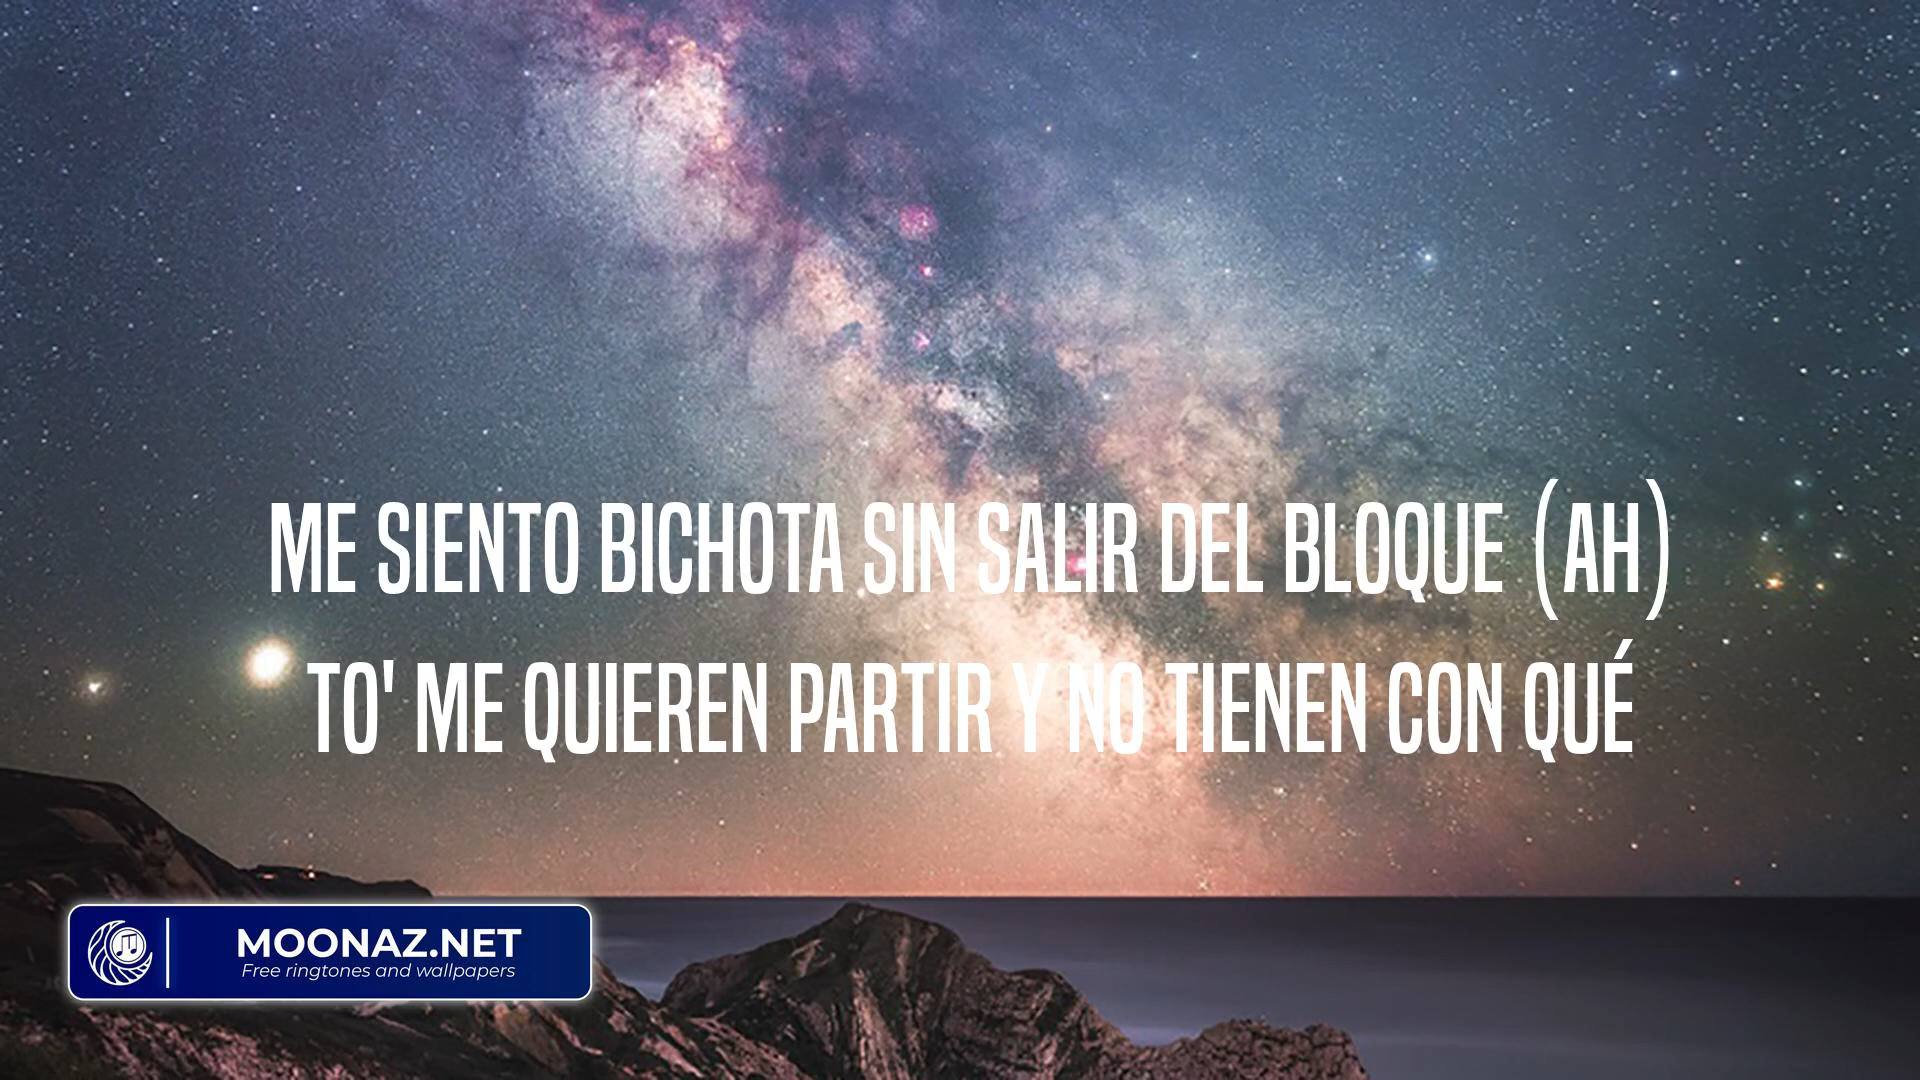 ME SIENTO BICHOTA SIN SALIR DEL BLOQUE (AH)
TO' ME QUIEREN PARTIR Y NO TIENEN CON QUÉ
MOONAZ.NET
Free ringtones and wallpapers